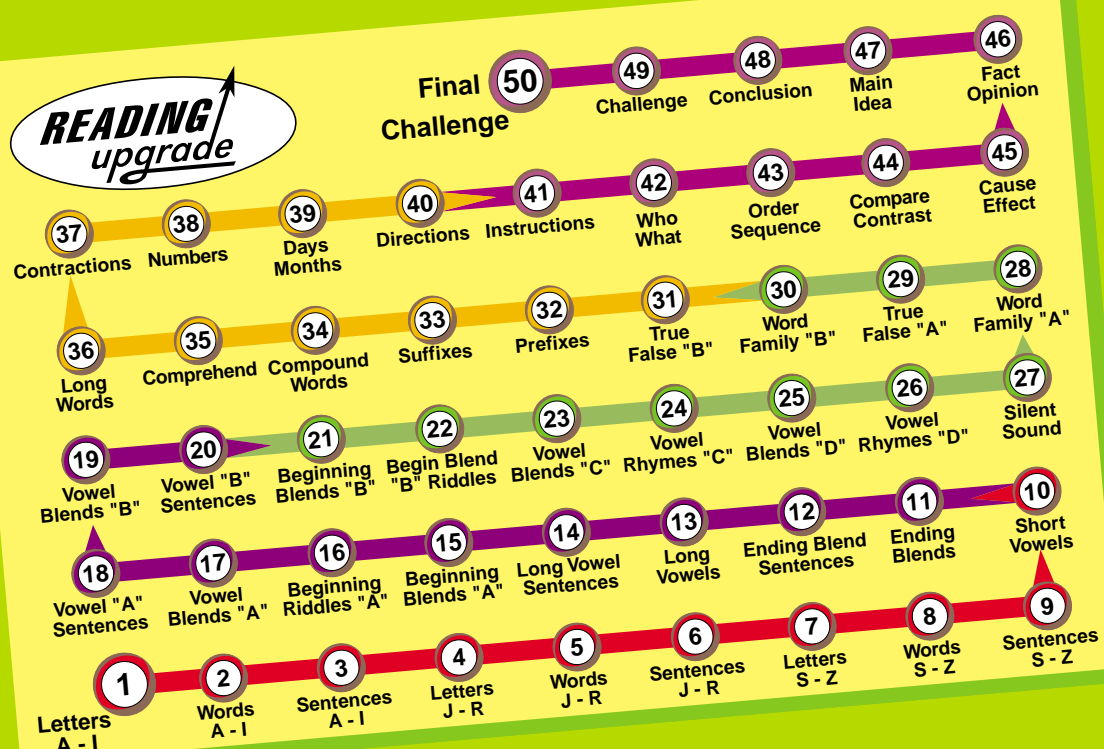 READING
upgrade
Final
Challenge
50
49
Challenge
48
Conclusion
47
Main
Idea
46
Fact
Opinion
37
Contractions
38
Numbers
39
Days
Months
40
Directions
41
Instructions
42
Who
What
43
Order
Sequence
44
Compare
Contrast
45
Cause
Effect
36
Long
Words
35
Comprehend
34
Compound
Words
33
Suffixes
32
Prefixes
31
True
False "B"
30
Word
Family "B"
29
True
False "A"
28
Word
Family "A"
19
Vowel
Blends "B"
20
Vowel "B"
Sentences
21
Beginning
Blends "B"
22
Begin Blend
"B" Riddles
23
Vowel
Blends "C"
24
Vowel
Rhymes "C"
25
Vowel
Blends "D"
26
Vowel
Rhymes "D"
27
Silent
Sound
18
Vowel "A"
Sentences
17
Vowel
Blends "A"
16
Beginning
Riddles "A"
15
Beginning
Blends "A"
14
Long Vowel
Sentences
13
Long
Vowels
12
Ending Blend
Sentences
11
Ending
Blends
10
Short
Vowels
1
Letters
A - I
2
Words
A - I
3
Sentences
A - I
4
Letters
J - R
5
Words
J - R
6
Sentences
J - R
7
Letters
S - Z
8
Words
S - Z
9
Sentences
S - Z